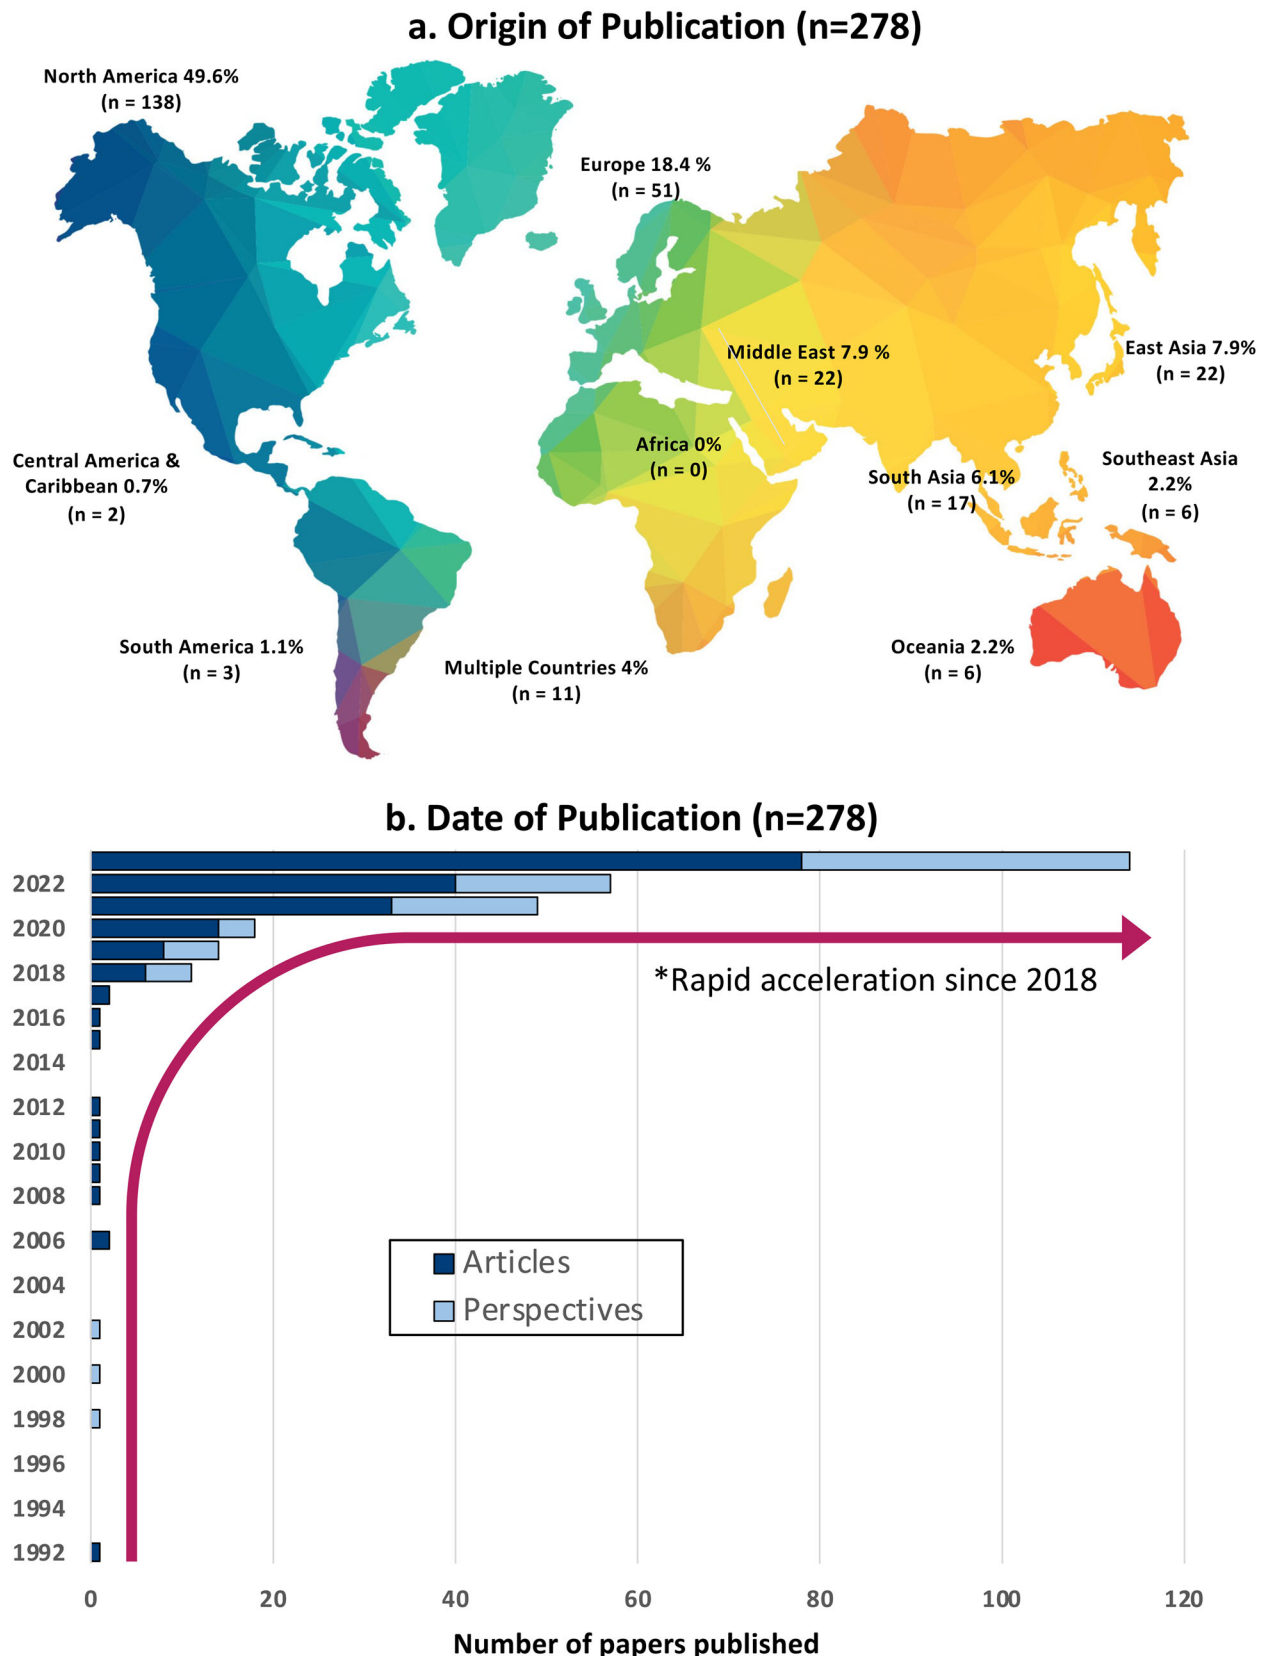 a. Origin of Publication (n=278)
North America 49.6%
(n = 138)
Europe 18.4 %
(n = 51)
Middle East 7.9 %
(n = 22)
East Asia 7.9%
(n = 22)
Africa 0%
(n = 0)
Central America &
Caribbean 0.7%
(n = 2)
South Asia 6.1%
(n = 17)
Southeast Asia
2.2%
(n = 6)
South America 1.1%
(n = 3)
Multiple Countries 4%
(n = 11)
Oceania 2.2%
(n = 6)
b. Date of Publication (n=278)
2022
2020
2018
*Rapid acceleration since 2018
2016
2014
2012
2010
2008
2006
Articles
2004
Perspectives
2002
2000
1998
1996
1994
1992
0 20 40 60 80 100 120
Number of papers published